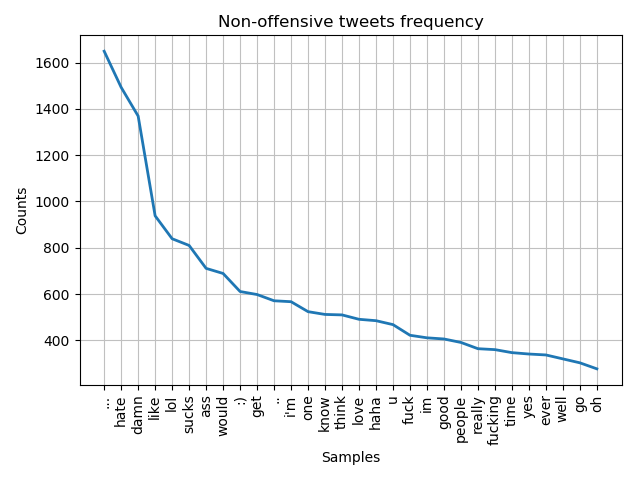 Non-offensive tweets frequency
Counts
1600
1400
1200
1000
800
600
400
...
hate
damn
like
lol
sucks
ass
would
:)
get
..
i'm
one
know
think
love
haha
u
fuck
im
good
people
really
fucking
time
yes
ever
well
go
oh
Samples